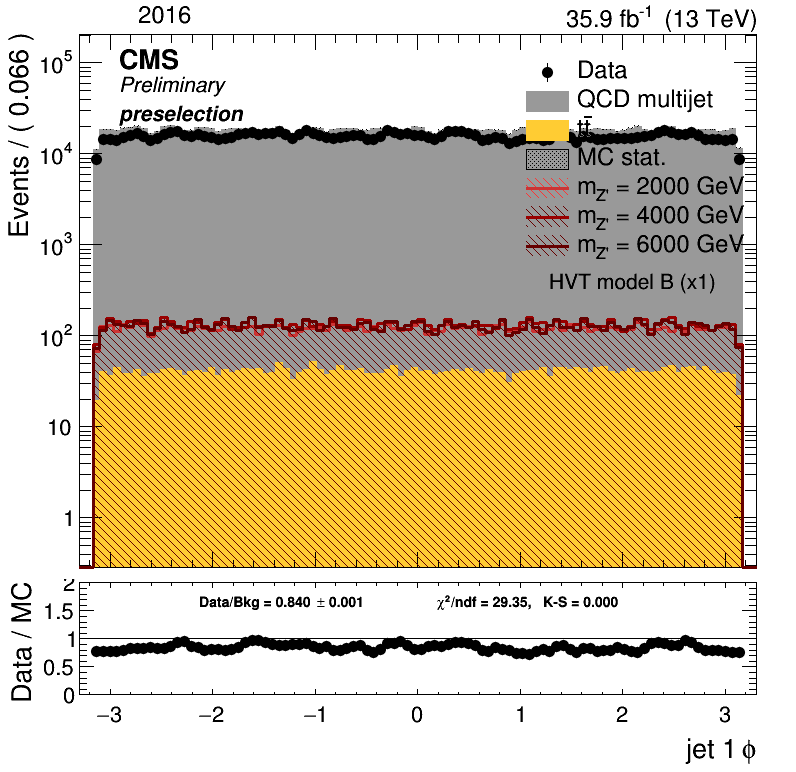 2016
35.9 fb⁻¹ (13 TeV)
CMS
Preliminary
preselection
Data
QCD multijet
tt̄
MC stat.
m_Z' = 2000 GeV
m_Z' = 4000 GeV
m_Z' = 6000 GeV
HVT model B (x1)
Events / ( 0.066 )
10⁵
10⁴
10³
10²
10
1
Data/Bkg = 0.840 ± 0.001
χ²/ndf = 29.35, K-S = 0.000
Data / MC
2
1.5
1
0.5
0
−3 −2 −1 0 1 2 3
jet 1 ϕ